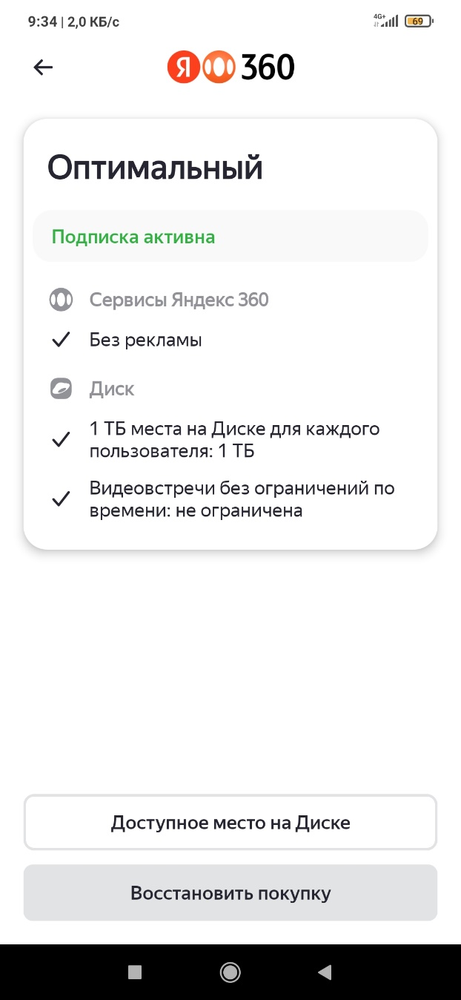 9:34 | 2,0 КБ/с
4G+
69
Я 360
Оптимальный
Подписка активна
Сервисы Яндекс 360
Без рекламы
Диск
1 ТБ места на Диске для каждого
пользователя: 1 ТБ
Видеовстречи без ограничений по
времени: не ограничена
Доступное место на Диске
Восстановить покупку